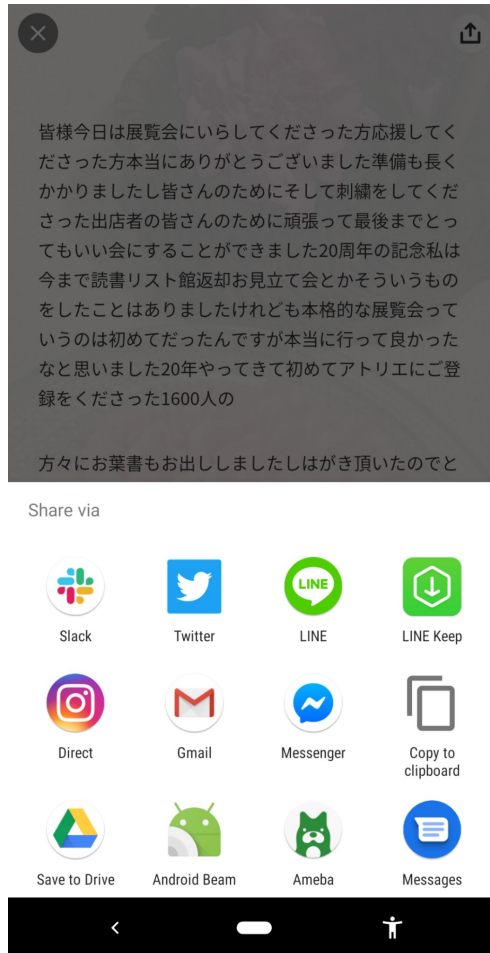 皆様今日は展覧会にいらしてくださった方応援してく
ださった方本当にありがとうございました準備も長く
かかりましたし皆さんのためにそして刺繍をしてくだ
さった出店者の皆さんのために頑張って最後までとっ
てもいい会にすることができました20周年の記念私は
今まで読書リスト館返却お見立て会とかそういうもの
をしたことはありましたけれども本格的な展覧会って
いうのは初めてだったんですが本当に行って良かった
なと思いました20年やってきて初めてアトリエにご登
録をくださった1600人の
方々にお葉書もお出ししましたしはがき頂いたのでと
Share via
Slack
Twitter
LINE
LINE
LINE Keep
Direct
Gmail
Messenger
Copy to
clipboard
Save to Drive
Android Beam
Ameba
Messages